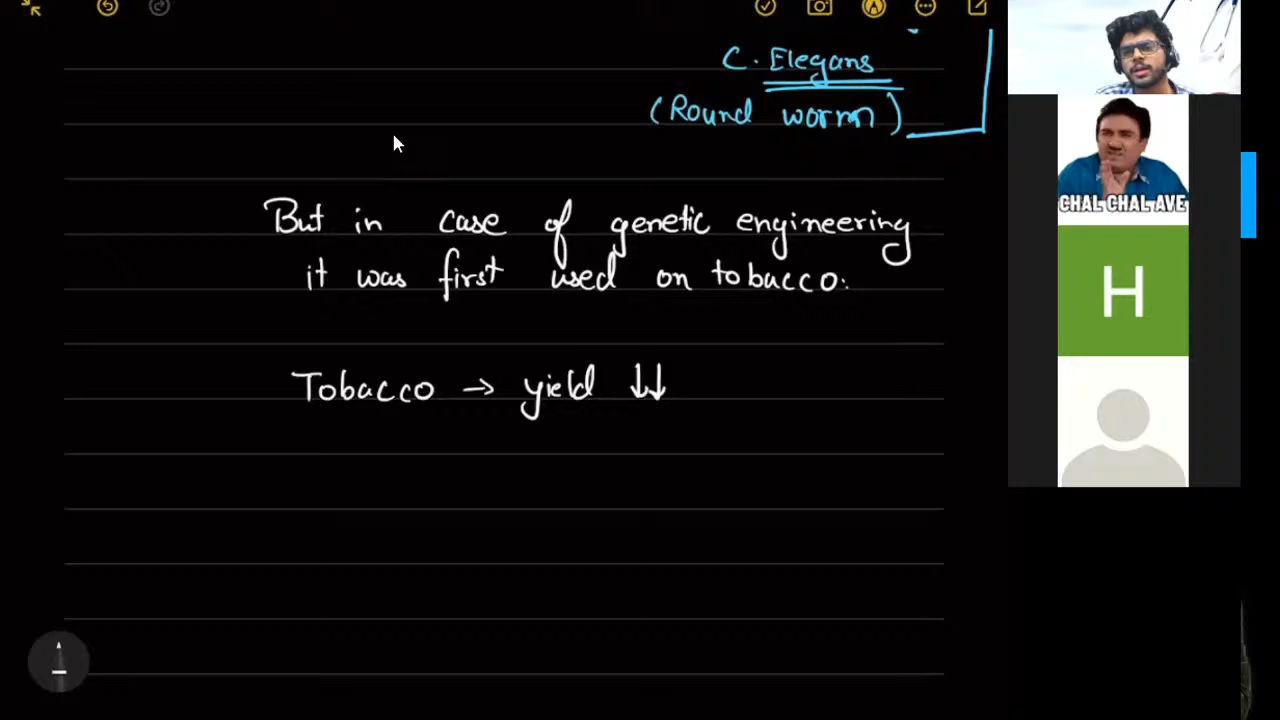 C. Elegans
(Round worm)
CHAL CHAL AVE
But in case of genetic engineering
it was first used on tobacco.
H
Tobacco → yield ↓↓